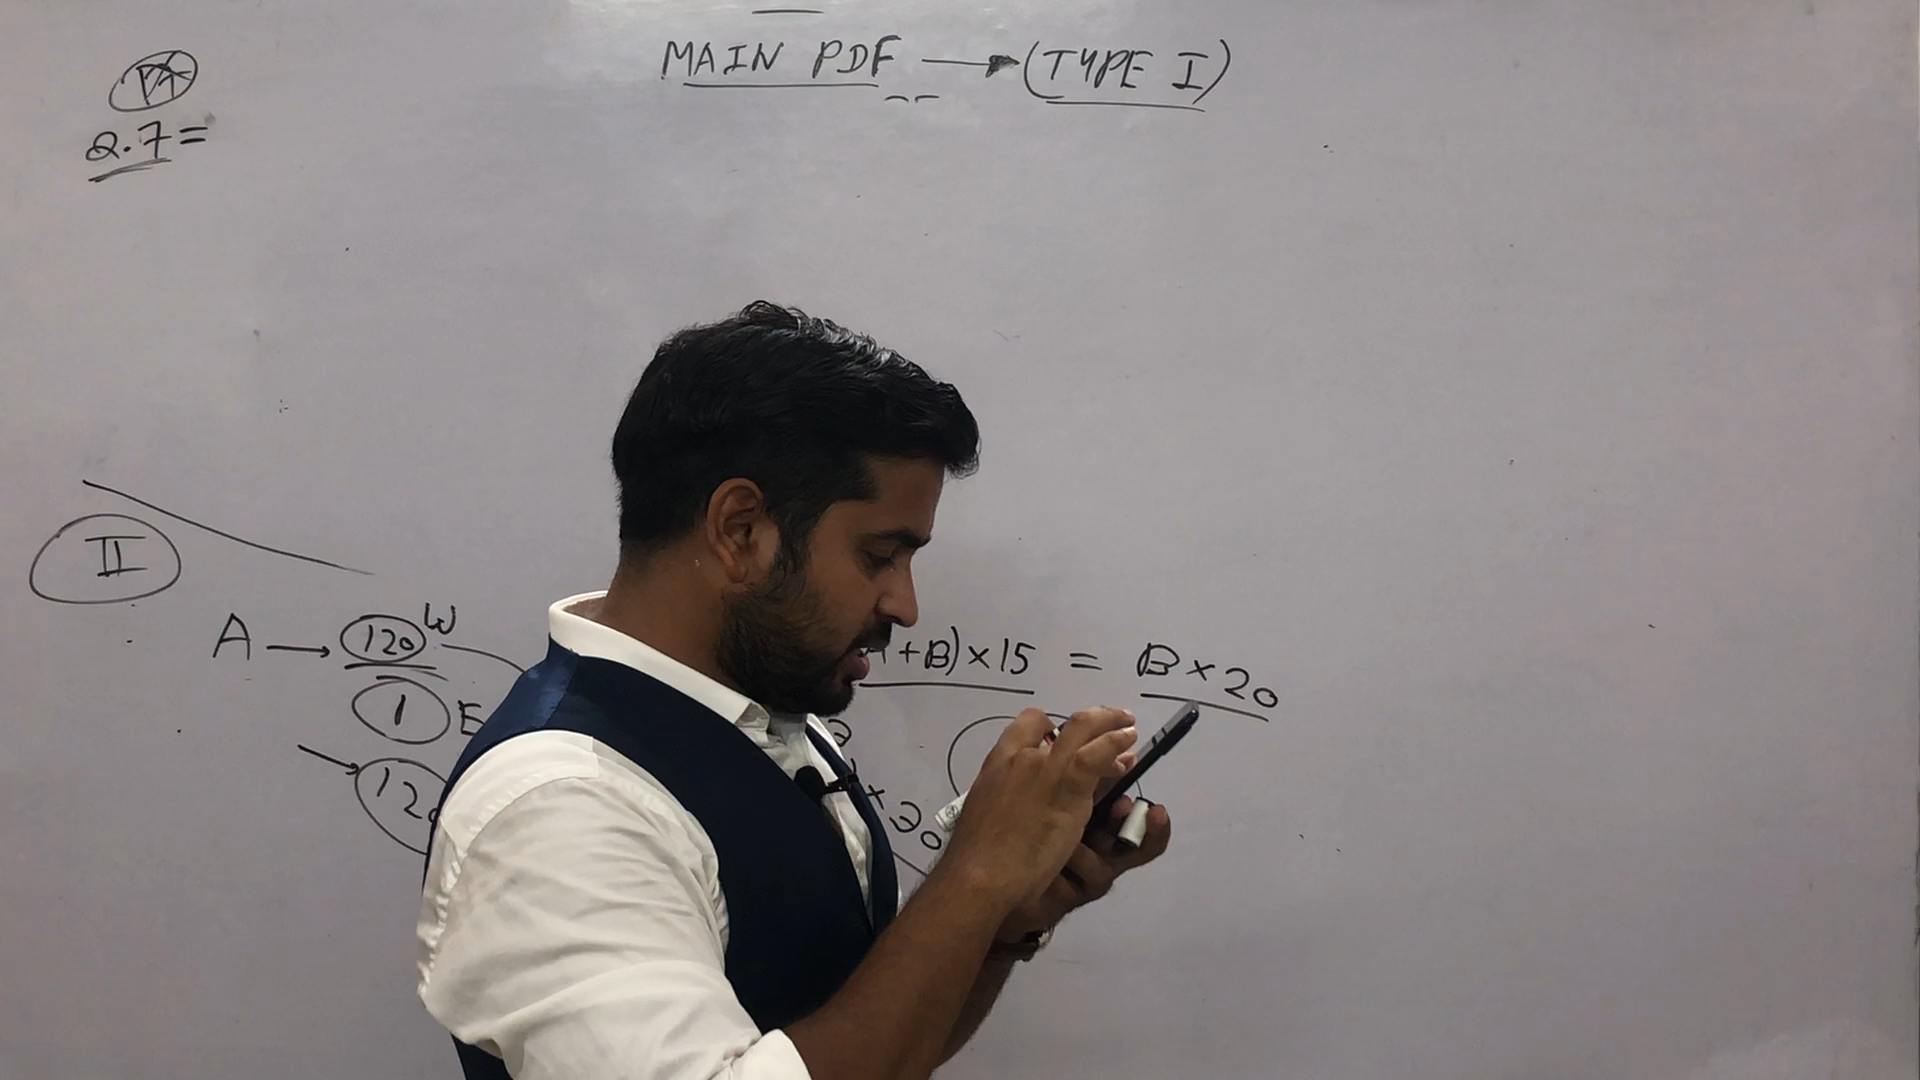 MAIN PDF → (TYPE I)
Q.7=
II
A → 120 W
+B)×15 = B×20
1 E
120
×20